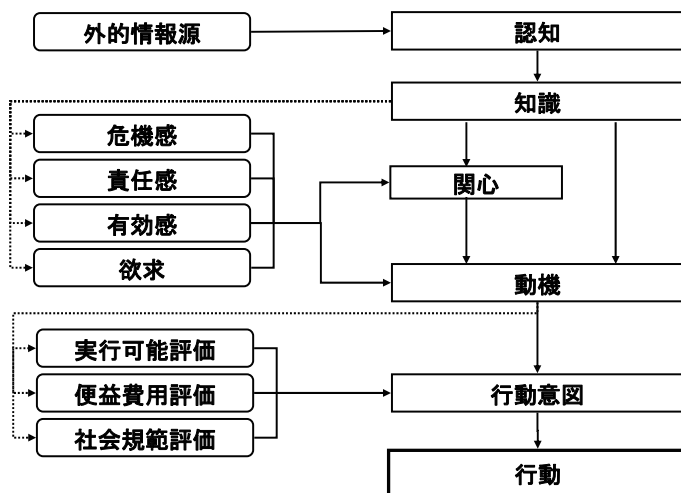 外的情報源
認知
知識
危機感
責任感
関心
有効感
欲求
動機
実行可能評価
便益費用評価
行動意図
社会規範評価
行動